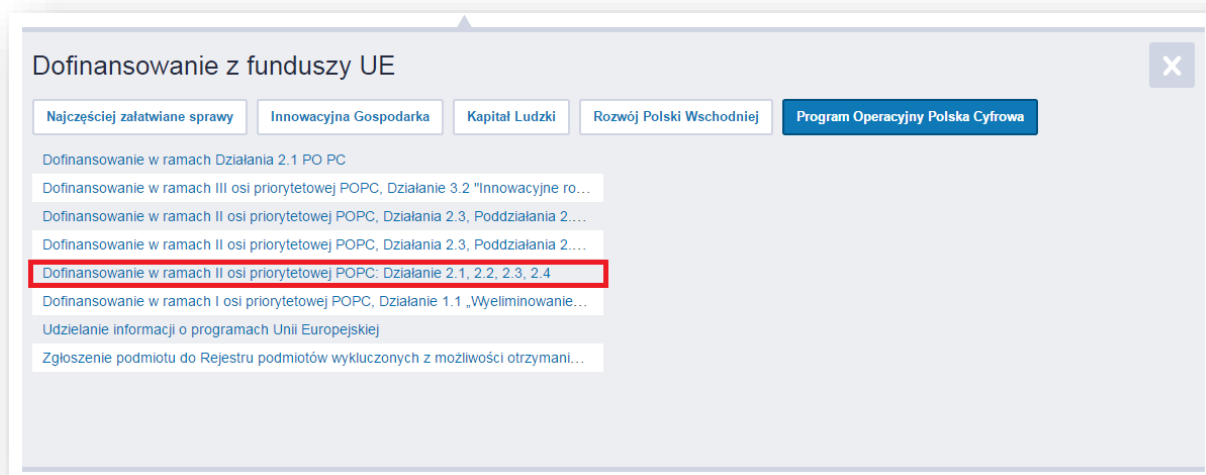 Dofinansowanie z funduszy UE
X
Najczęściej załatwiane sprawy
Innowacyjna Gospodarka
Kapitał Ludzki
Rozwój Polski Wschodniej
Program Operacyjny Polska Cyfrowa
Dofinansowanie w ramach Działania 2.1 PO PC
Dofinansowanie w ramach III osi priorytetowej POPC, Działanie 3.2 "Innowacyjne ro…
Dofinansowanie w ramach II osi priorytetowej POPC, Działania 2.3, Poddziałania 2.…
Dofinansowanie w ramach II osi priorytetowej POPC, Działania 2.3, Poddziałania 2.…
Dofinansowanie w ramach II osi priorytetowej POPC: Działanie 2.1, 2.2, 2.3, 2.4
Dofinansowanie w ramach I osi priorytetowej POPC, Działanie 1.1 „Wyeliminowanie…
Udzielanie informacji o programach Unii Europejskiej
Zgłoszenie podmiotu do Rejestru podmiotów wykluczonych z możliwości otrzymani…